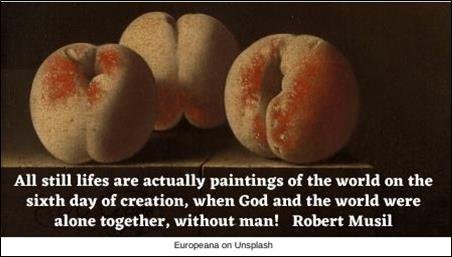 All still lifes are actually paintings of the world on the
sixth day of creation, when God and the world were
alone together, without man!   Robert Musil
Europeana on Unsplash